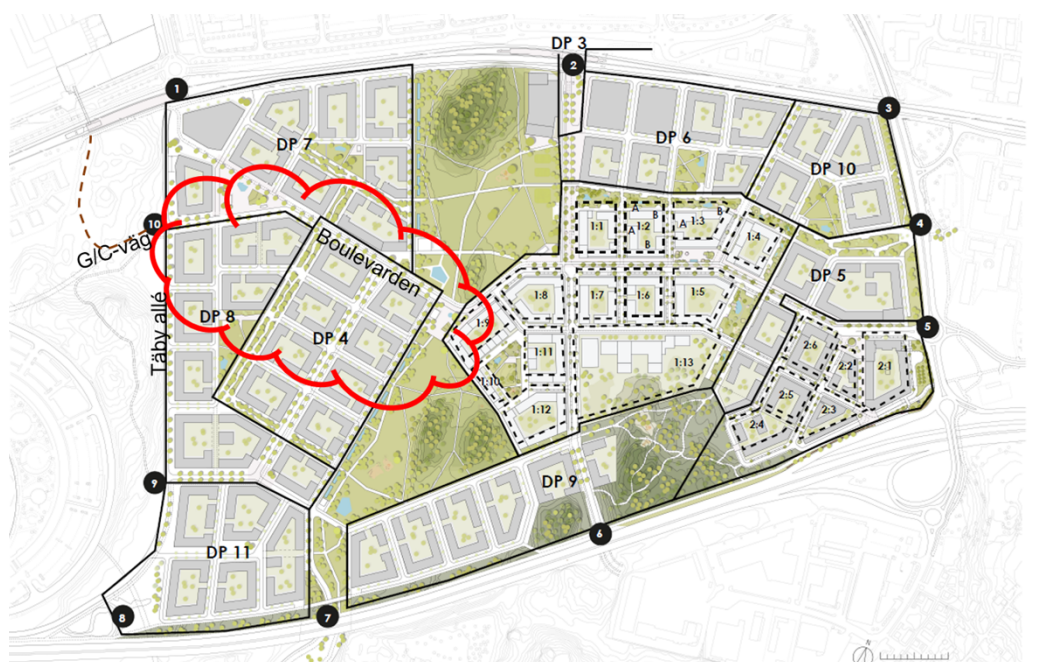 DP 3
2
1
3
DP 6
DP 7
DP 10
A
B
B
1:1
1:2
A
A
1:3
B
10
4
G/C-väg
Boulevarden
1:4
DP 5
1:8
1:7
1:6
1:5
Täby allé
DP 8
1:9
5
DP 4
2:6
1:11
1:13
2:2
2:1
1:10
2:5
1:12
2:3
2:4
9
DP 9
6
DP 11
8
7
N